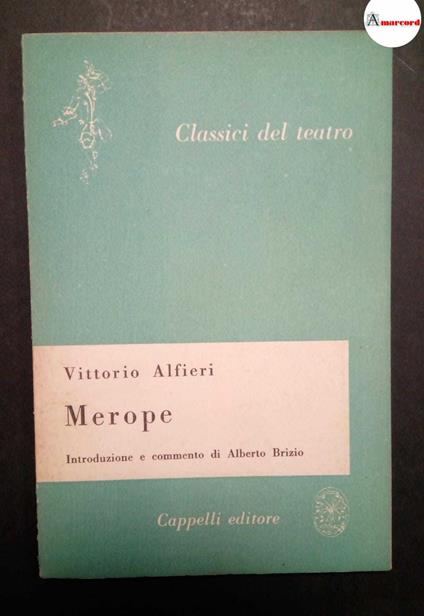 Amarcord
Classici del teatro
Vittorio Alfieri
Merope
Introduzione e commento di Alberto Brizio
Cappelli editore